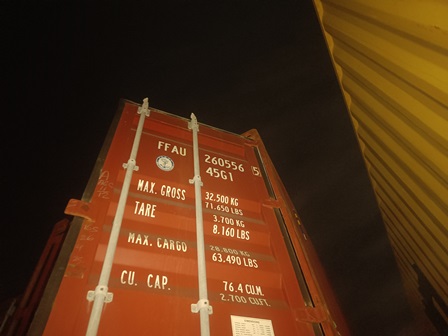 FFAU 260556 5
45G1
MAX. GROSS 32.500 KG
71.650 LBS
TARE 3.700 KG
8.160 LBS
MAX. CARGO 28.800 KG
63.490 LBS
CU. CAP. 76.4 CU.M.
2.700 CU.FT.